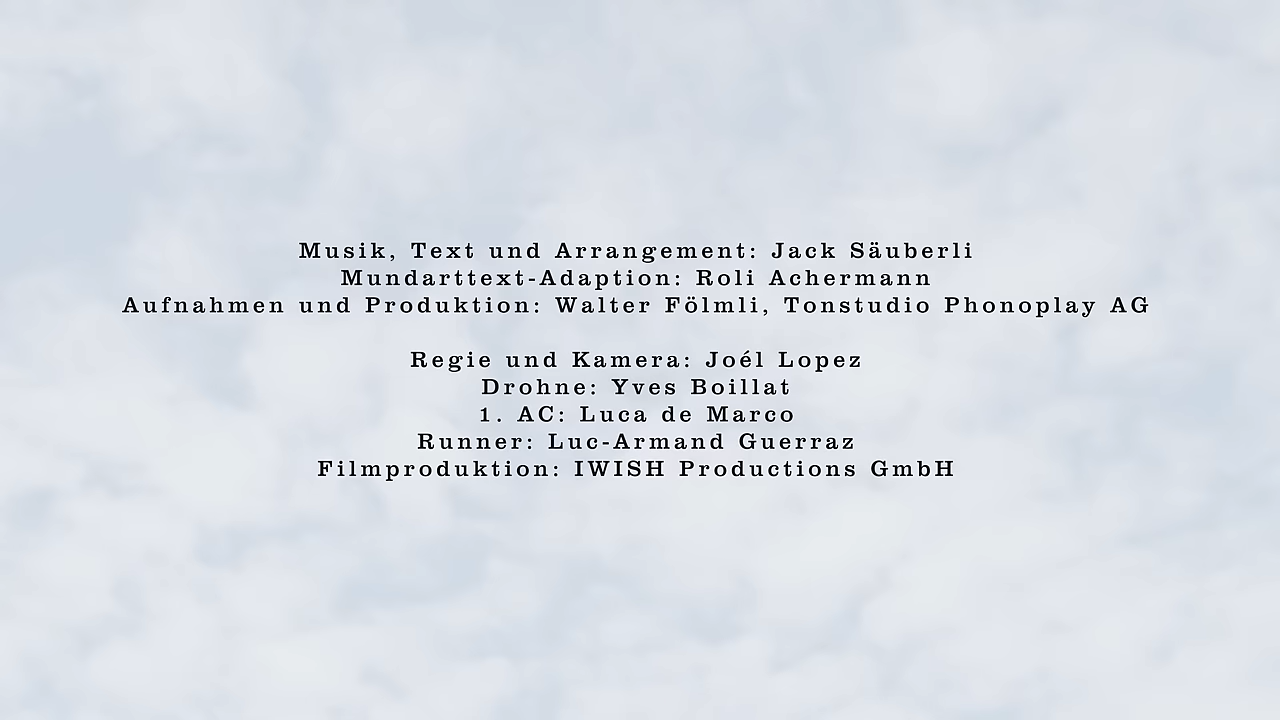 Musik, Text und Arrangement: Jack Säuberli
Mundarttext-Adaption: Roli Achermann
Aufnahmen und Produktion: Walter Fölmli, Tonstudio Phonoplay AG
Regie und Kamera: Joél Lopez
Drohne: Yves Boillat
1. AC: Luca de Marco
Runner: Luc-Armand Guerraz
Filmproduktion: IWISH Productions GmbH